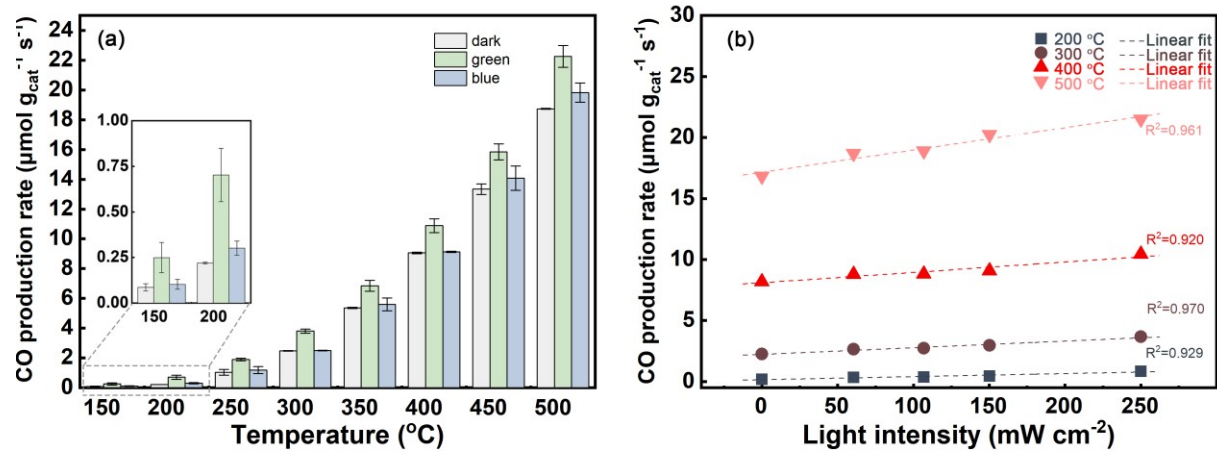 (a)
dark
green
blue
CO production rate (μmol g_cat⁻¹ s⁻¹)
24
22
20
18
16
14
12
10
8
6
4
2
0
1.00
0.75
0.50
0.25
0.00
150 200
150 200 250 300 350 400 450 500
Temperature (°C)
(b)
CO production rate (μmol g_cat⁻¹ s⁻¹)
30
25
20
15
10
5
0
200 °C Linear fit
300 °C Linear fit
400 °C Linear fit
500 °C Linear fit
R²=0.961
R²=0.920
R²=0.970
R²=0.929
0 50 100 150 200 250
Light intensity (mW cm⁻²)